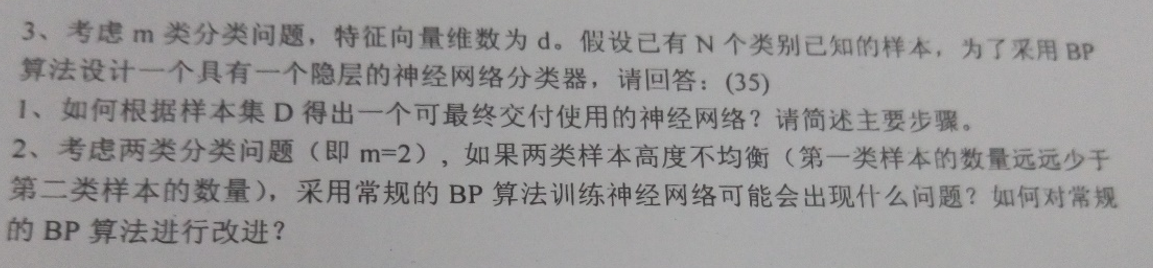 3、考虑 m 类分类问题，特征向量维数为 d。假设已有 N 个类别已知的样本，为了采用 BP
算法设计一个具有一个隐层的神经网络分类器，请回答：(35)
1、如何根据样本集 D 得出一个可最终交付使用的神经网络？请简述主要步骤。
2、考虑两类分类问题（即 m=2），如果两类样本高度不均衡（第一类样本的数量远远少于
第二类样本的数量），采用常规的 BP 算法训练神经网络可能会出现什么问题？如何对常规
的 BP 算法进行改进？